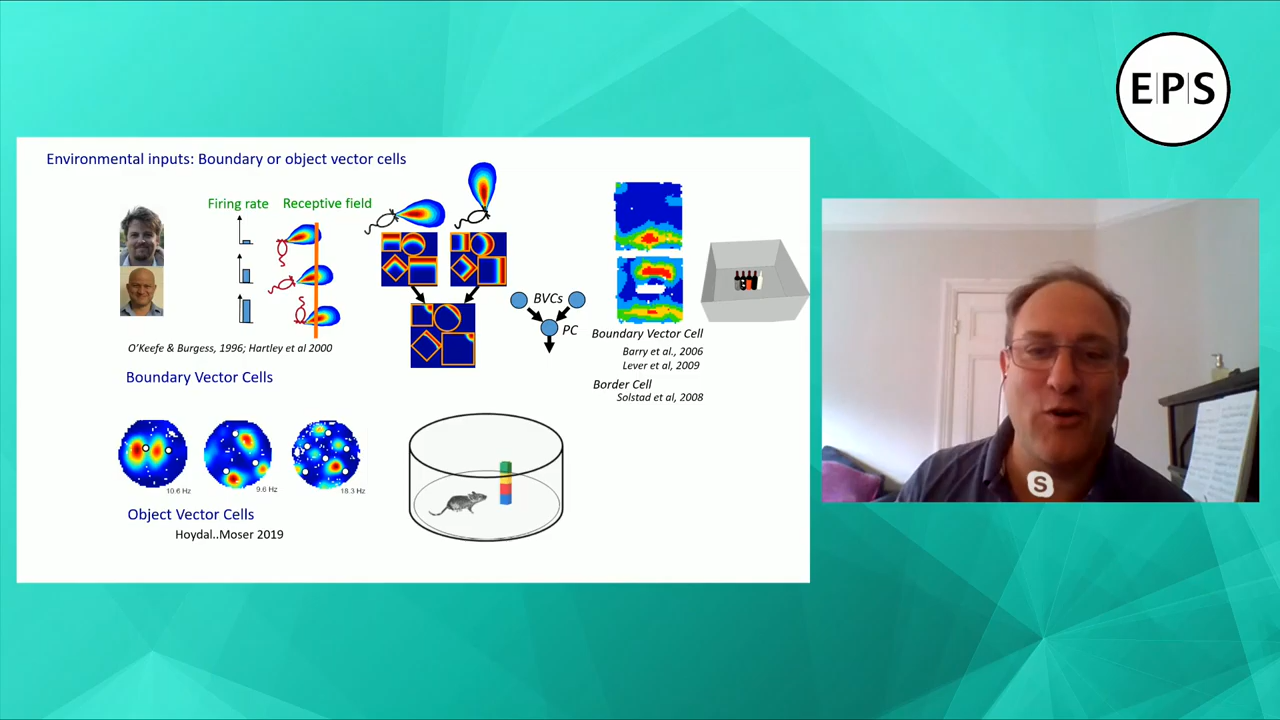 E|P|S
Environmental inputs: Boundary or object vector cells
Firing rate
Receptive field
O'Keefe & Burgess, 1996; Hartley et al 2000
Boundary Vector Cells
BVCs
PC
Boundary Vector Cell
Barry et al., 2006
Lever et al, 2009
Border Cell
Solstad et al, 2008
10.6 Hz
9.6 Hz
18.3 Hz
Object Vector Cells
Hoydal..Moser 2019
S